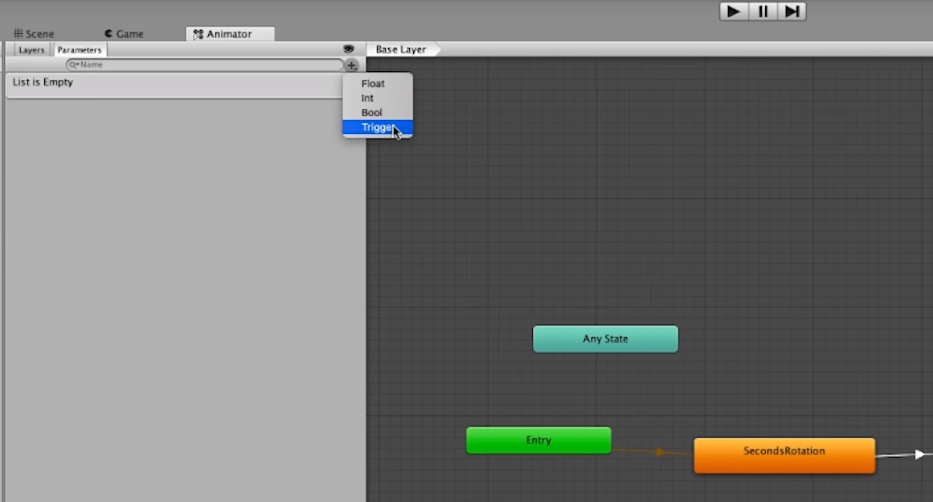 Scene Game Animator
Layers Parameters Base Layer
Name
List is Empty
Float
Int
Bool
Trigger
Any State
Entry
SecondsRotation